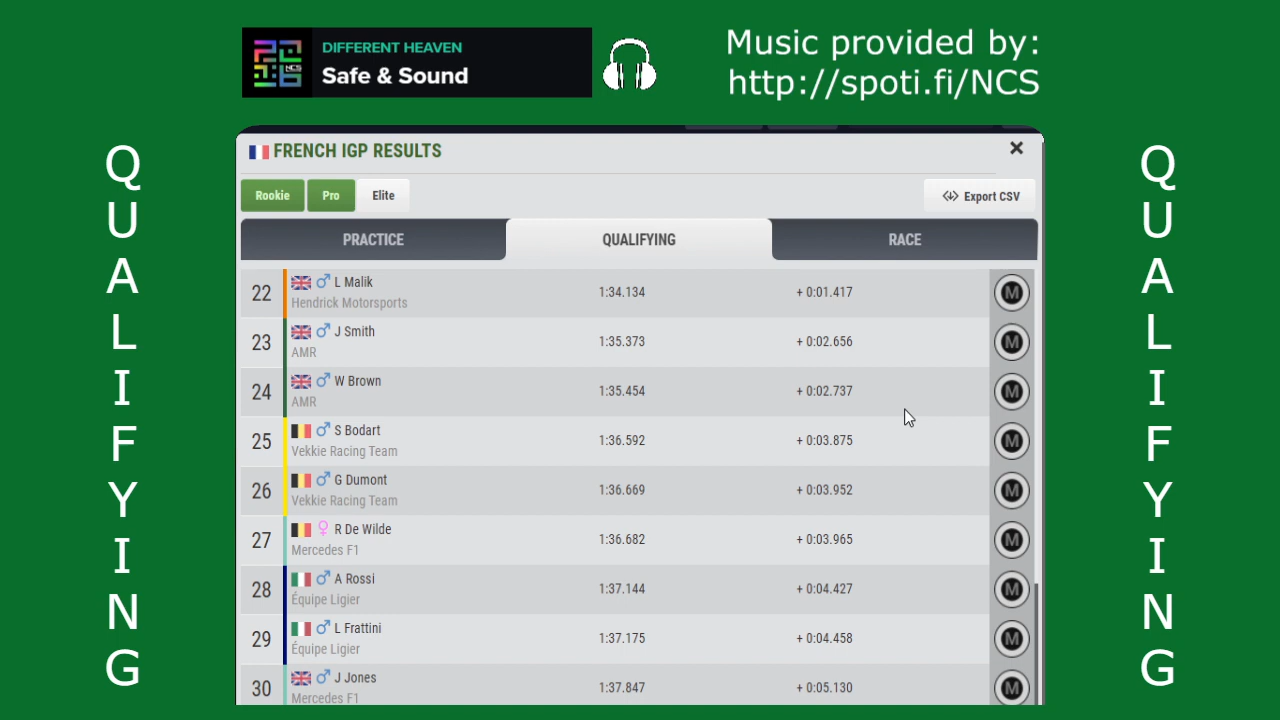 DIFFERENT HEAVEN
Safe & Sound
NCS
Music provided by:
http://spoti.fi/NCS
QUALIFYING
FRENCH IGP RESULTS
Rookie Pro Elite Export CSV
PRACTICE QUALIFYING RACE
22 L Malik 1:34.134 + 0:01.417 M
Hendrick Motorsports
23 J Smith 1:35.373 + 0:02.656 M
AMR
24 W Brown 1:35.454 + 0:02.737 M
AMR
25 S Bodart 1:36.592 + 0:03.875 M
Vekkie Racing Team
26 G Dumont 1:36.669 + 0:03.952 M
Vekkie Racing Team
27 R De Wilde 1:36.682 + 0:03.965 M
Mercedes F1
28 A Rossi 1:37.144 + 0:04.427 M
Équipe Ligier
29 L Frattini 1:37.175 + 0:04.458 M
Équipe Ligier
30 J Jones 1:37.847 + 0:05.130 M
Mercedes F1
QUALIFYING